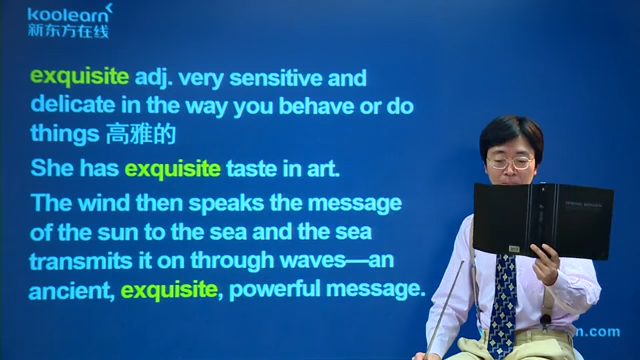 koolearn
新东方在线
exquisite adj. very sensitive and
delicate in the way you behave or do
things 高雅的
She has exquisite taste in art.
The wind then speaks the message
of the sun to the sea and the sea
transmits it on through waves—an
ancient, exquisite, powerful message.
n.com